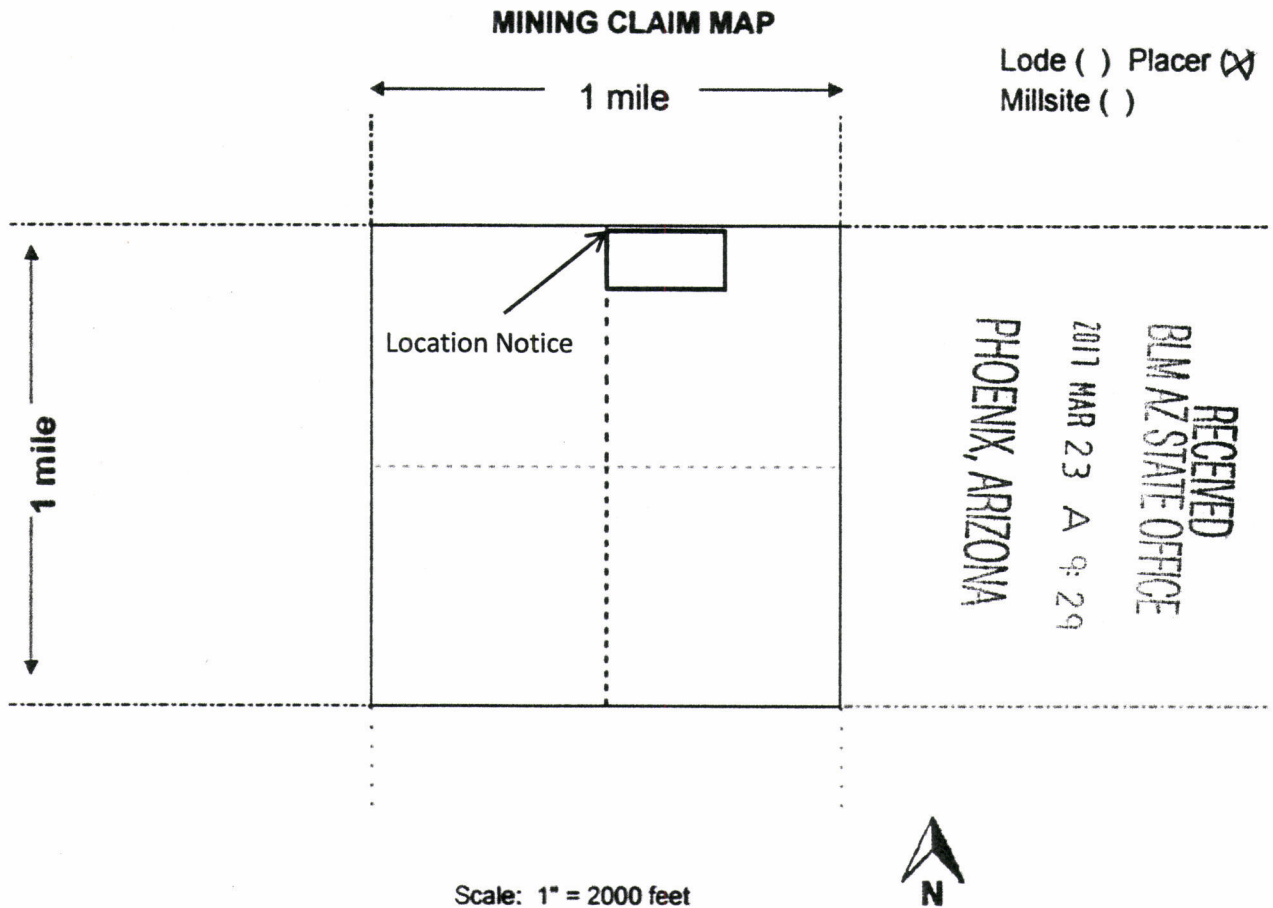 MINING CLAIM MAP
Lode ( ) Placer (X)
Millsite ( )
1 mile
Location Notice
1 mile
RECEIVED
BLM AZ STATE OFFICE
2017 MAR 23 A 9:29
PHOENIX, ARIZONA
Scale: 1" = 2000 feet
N